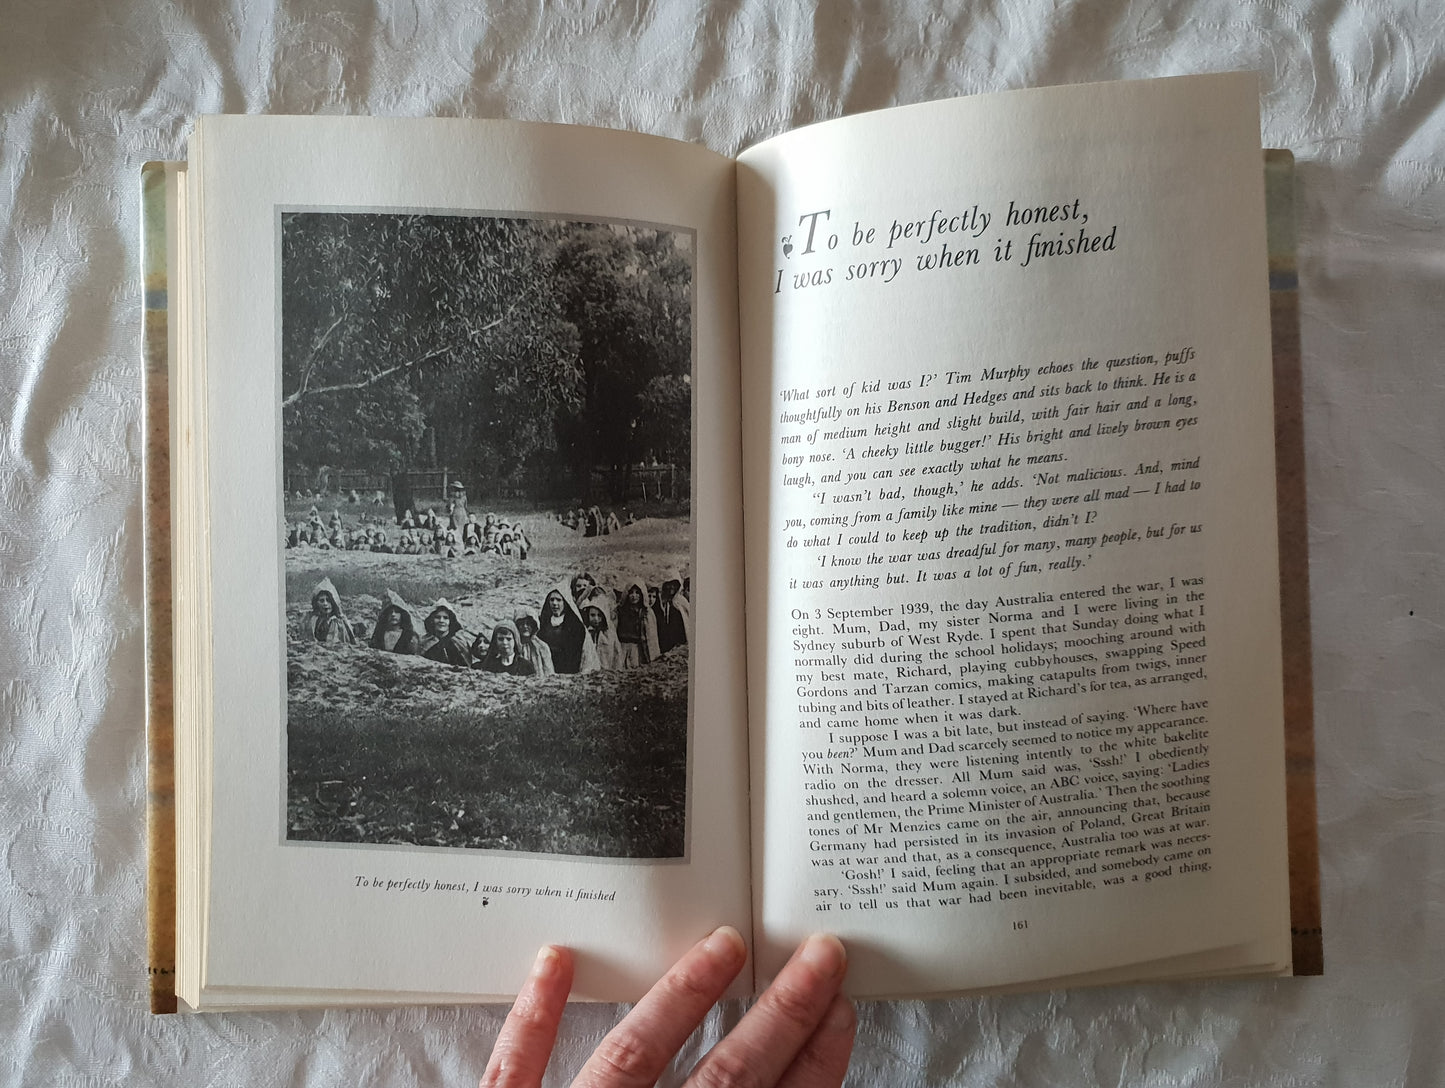 To be perfectly honest, I was sorry when it finished
To be perfectly honest,
I was sorry when it finished
‘What sort of kid was I?’ Tim Murphy echoes the question, puffs
thoughtfully on his Benson and Hedges and sits back to think. He is a
man of medium height and slight build, with fair hair and a long,
bony nose. ‘A cheeky little bugger!’ His bright and lively brown eyes
laugh, and you can see exactly what he means.
“I wasn’t bad, though,’ he adds. ‘Not malicious. And, mind
you, coming from a family like mine — they were all mad — I had to
do what I could to keep up the tradition, didn’t I?
‘I know the war was dreadful for many, many people, but for us
it was anything but. It was a lot of fun, really.’
On 3 September 1939, the day Australia entered the war, I was
eight. Mum, Dad, my sister Norma and I were living in the
Sydney suburb of West Ryde. I spent that Sunday doing what I
normally did during the school holidays; mooching around with
my best mate, Richard, playing cubbyhouses, swapping Speed
Gordons and Tarzan comics, making catapults from twigs, inner
tubing and bits of leather. I stayed at Richard’s for tea, as arranged,
and came home when it was dark.
I suppose I was a bit late, but instead of saying. ‘Where have
you been?’ Mum and Dad scarcely seemed to notice my appearance.
With Norma, they were listening intently to the white bakelite
radio on the dresser. All Mum said was, ‘Sssh!’ I obediently
shushed, and heard a solemn voice, an ABC voice, saying: ‘Ladies
and gentlemen, the Prime Minister of Australia.’ Then the soothing
tones of Mr Menzies came on the air, announcing that, because
Germany had persisted in its invasion of Poland, Great Britain
was at war and that, as a consequence, Australia too was at war.
‘Gosh!’ I said, feeling that an appropriate remark was neces-
sary. ‘Sssh!’ said Mum again. I subsided, and somebody came on
air to tell us that war had been inevitable, was a good thing,
161